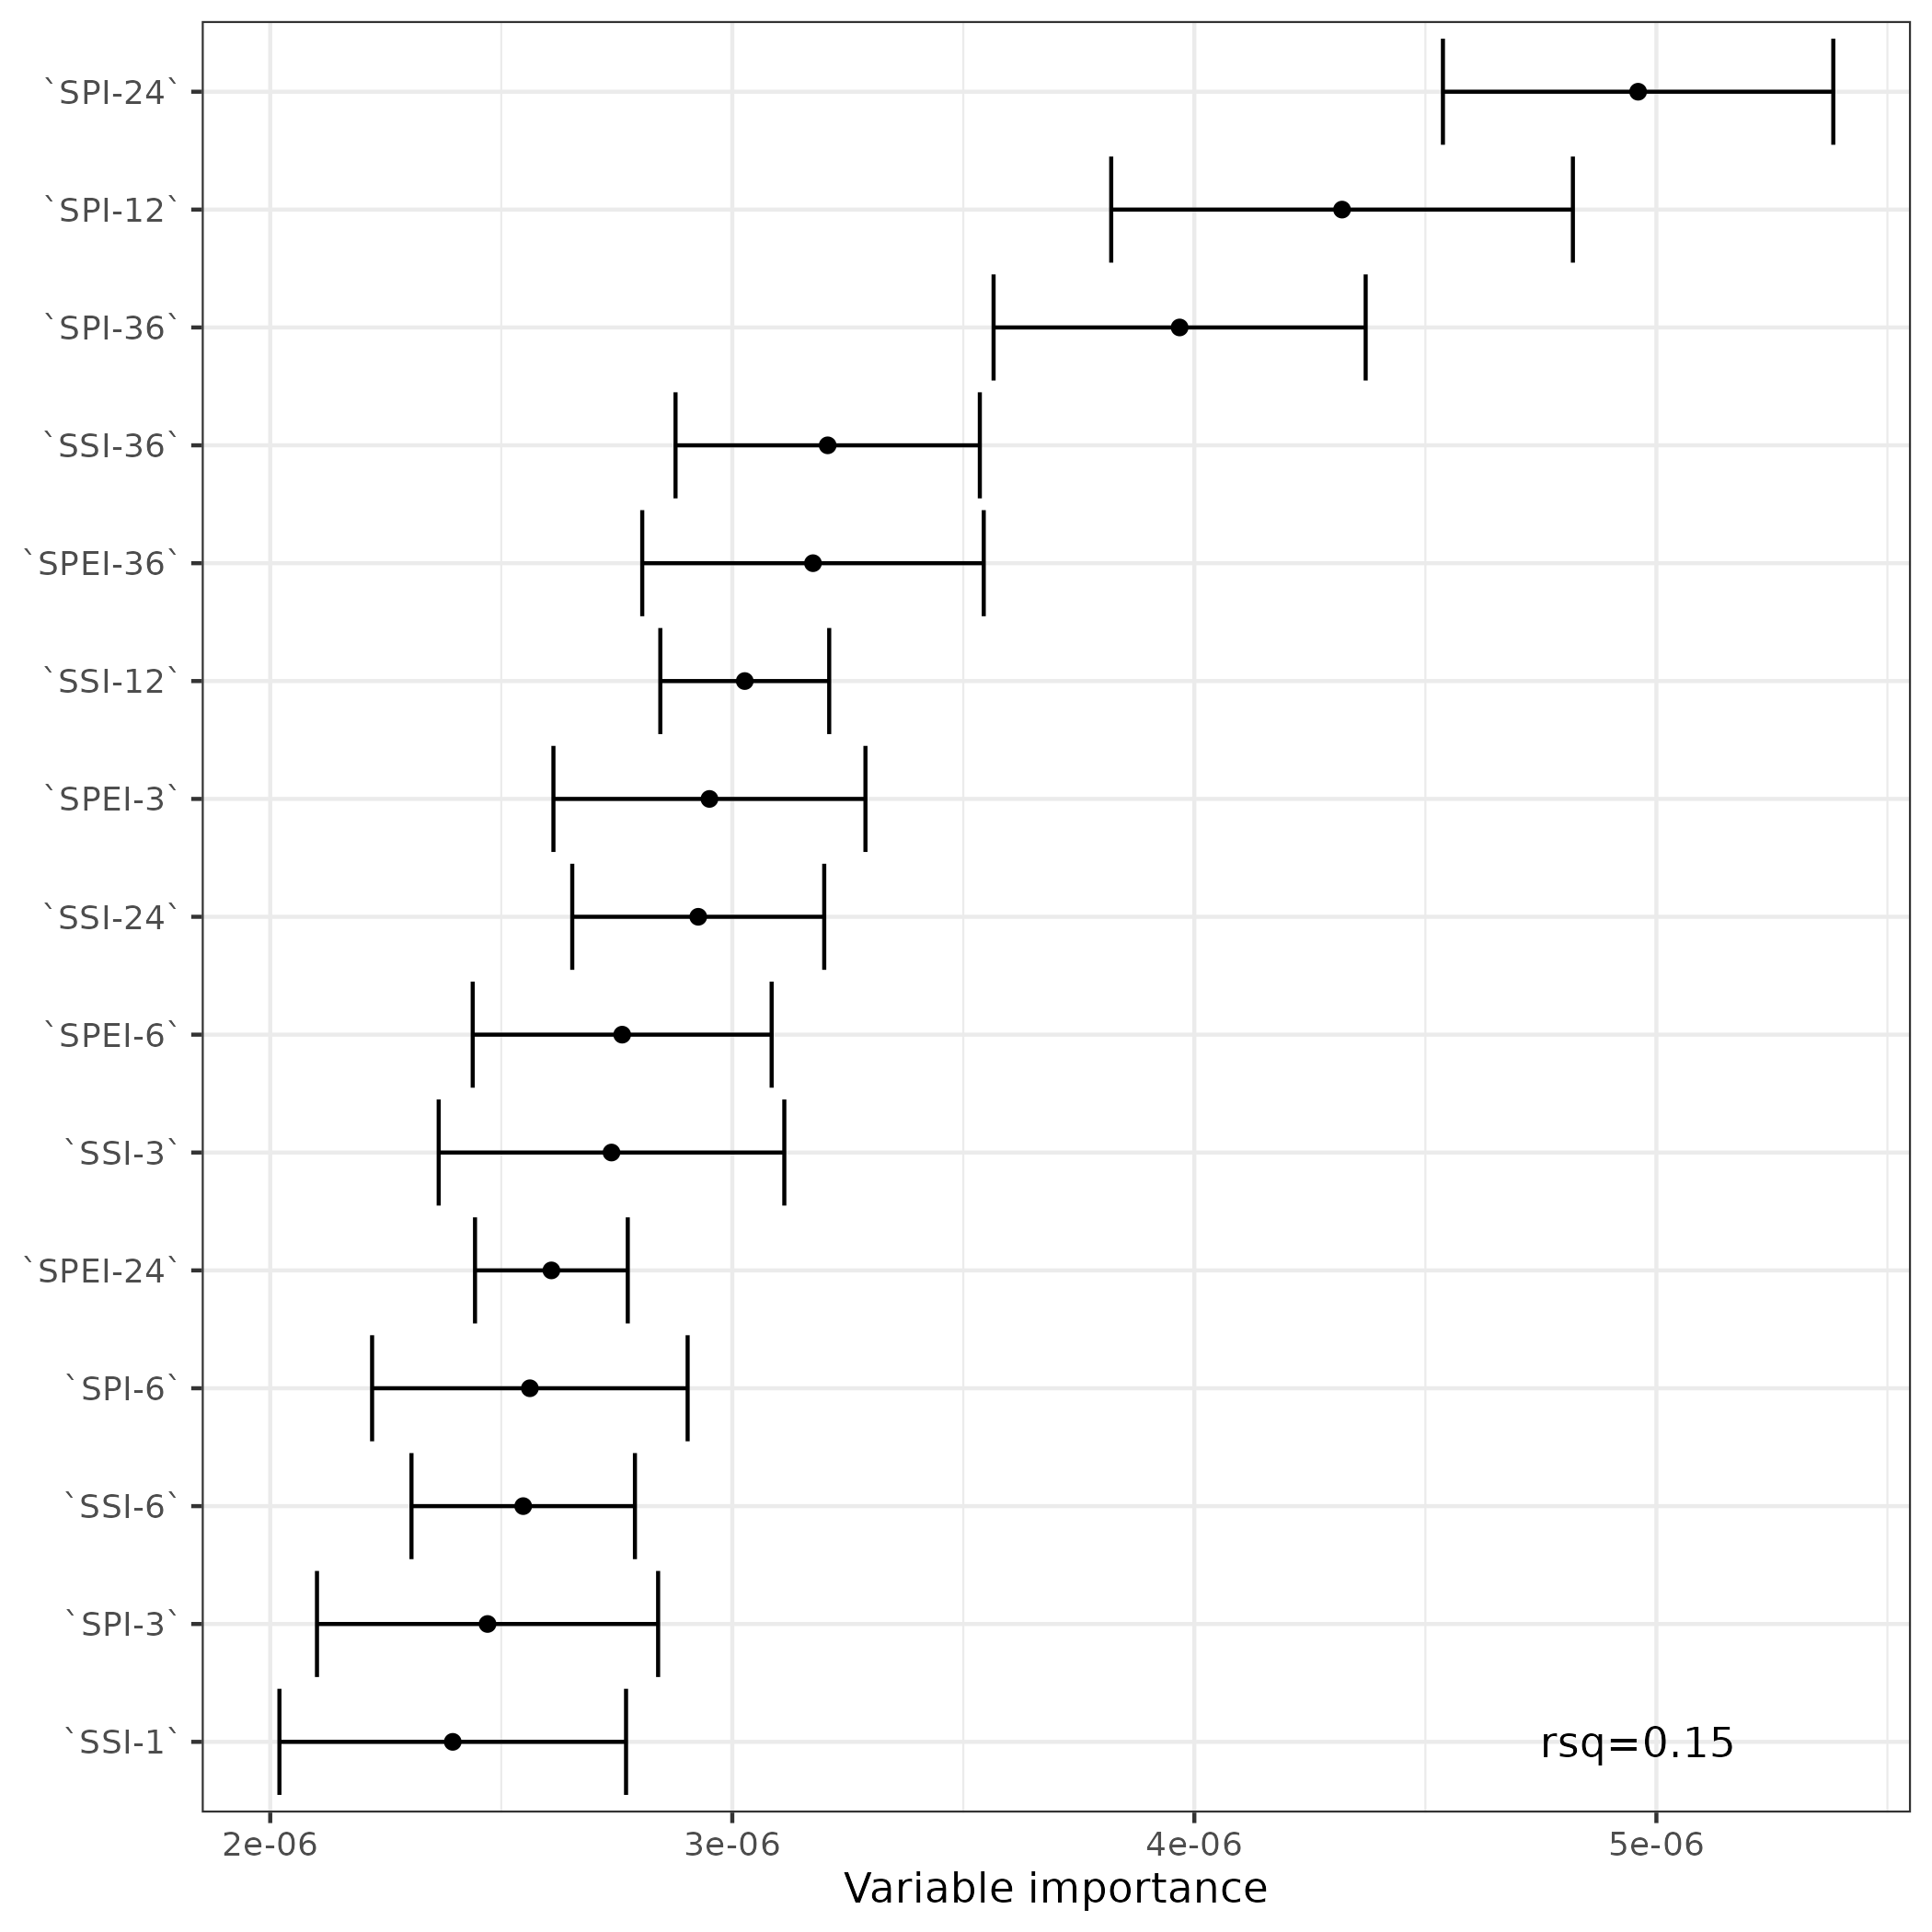 `SPI-24`
`SPI-12`
`SPI-36`
`SSI-36`
`SPEI-36`
`SSI-12`
`SPEI-3`
`SSI-24`
`SPEI-6`
`SSI-3`
`SPEI-24`
`SPI-6`
`SSI-6`
`SPI-3`
`SSI-1`
rsq=0.15
2e-06 3e-06 4e-06 5e-06
Variable importance